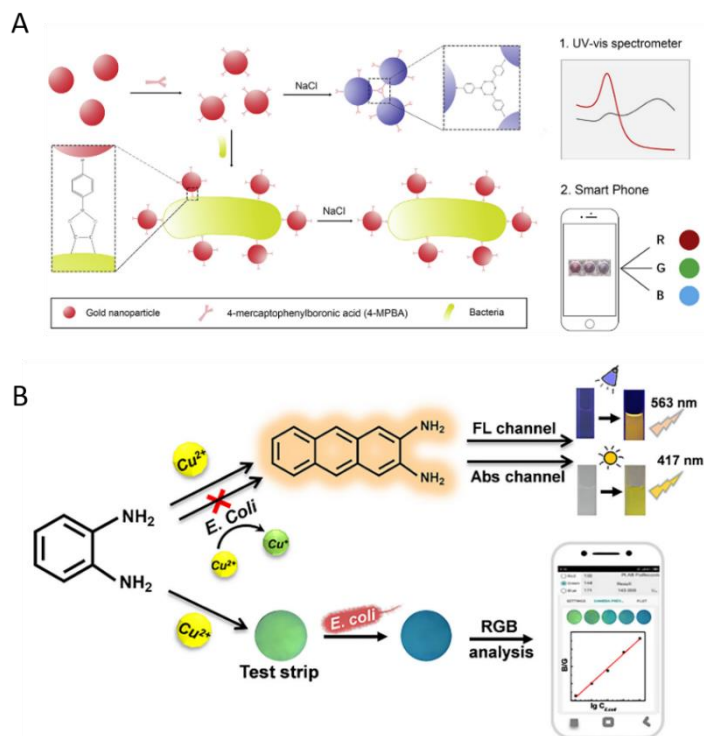 A
NaCl
1. UV-vis spectrometer
NaCl
2. Smart Phone
R
G
B
Gold nanoparticle
4-mercaptophenylboronic acid (4-MPBA)
Bacteria
B
Cu²⁺
E. Coli
Cu²⁺
Cu⁺
NH₂
NH₂
NH₂
NH₂
FL channel
Abs channel
563 nm
417 nm
Cu²⁺
Test strip
E. coli
RGB
analysis
SETTINGS
PLOT
B/G
lg C E.coli